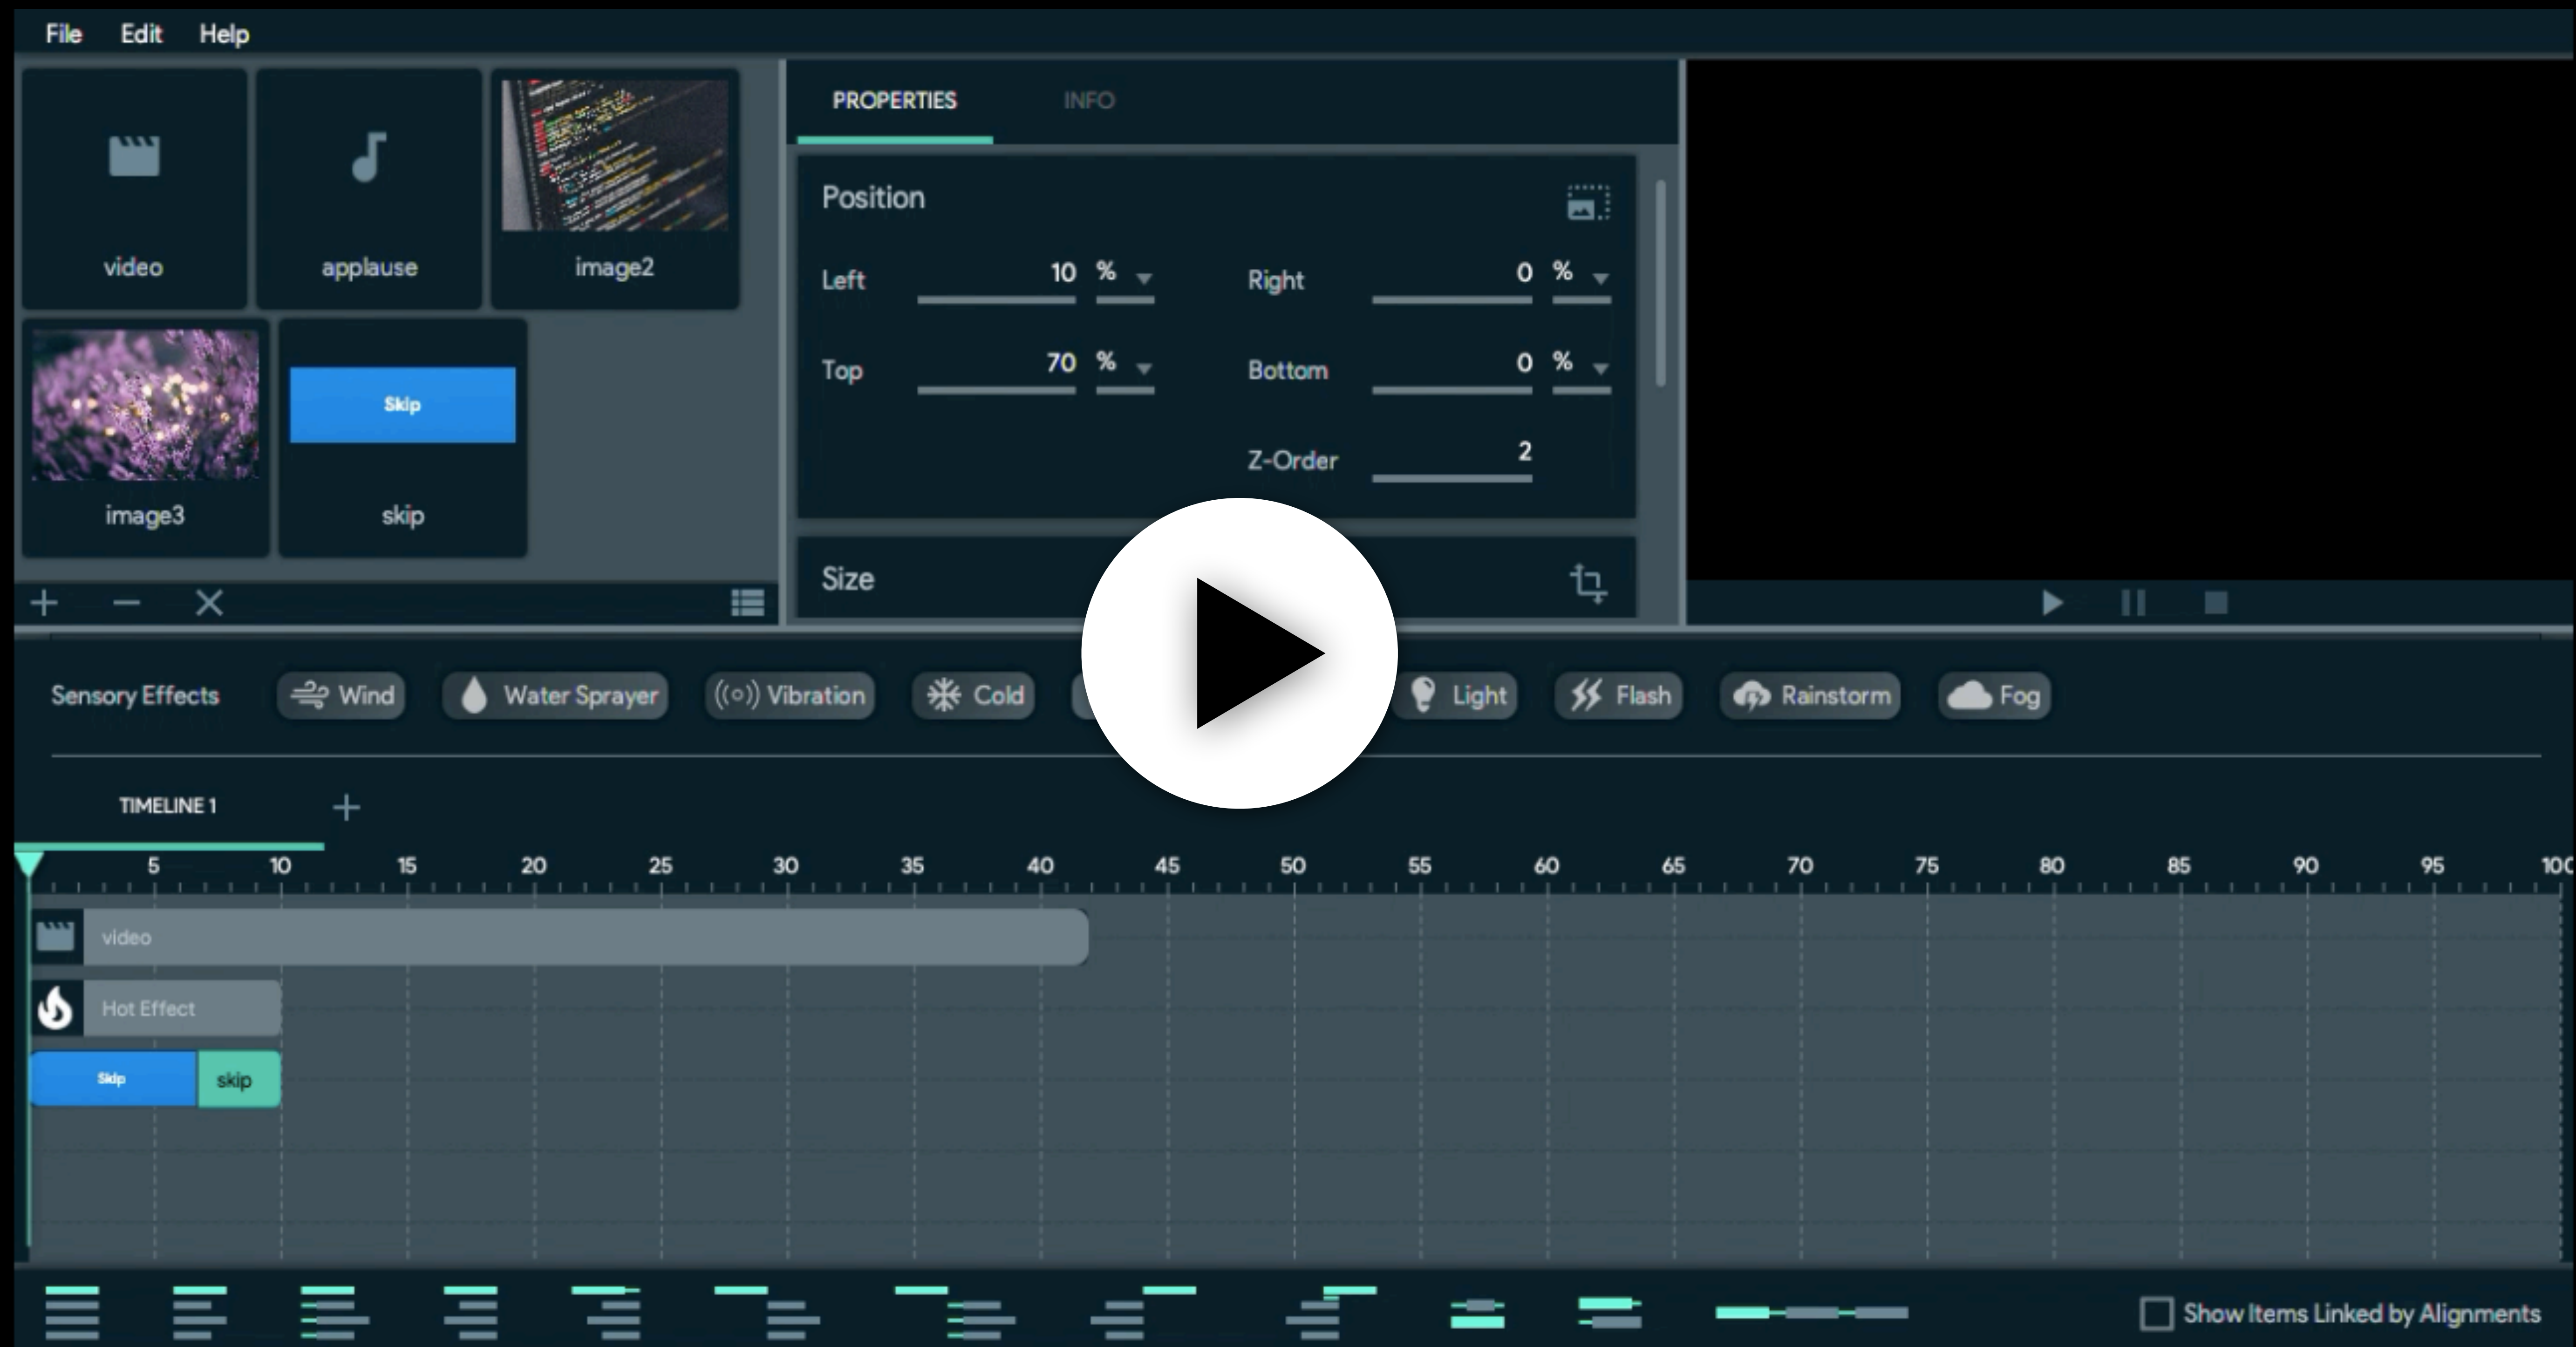 File Edit Help
video applause image2
image3 Skip skip
PROPERTIES INFO
Position
Left 10 % Right 0 %
Top 70 % Bottom 0 %
Z-Order 2
Size
Sensory Effects Wind Water Sprayer Vibration Cold Light Flash Rainstorm Fog
TIMELINE 1
5 10 15 20 25 30 35 40 45 50 55 60 65 70 75 80 85 90 95 100
video
Hot Effect
Skip skip
Show Items Linked by Alignments